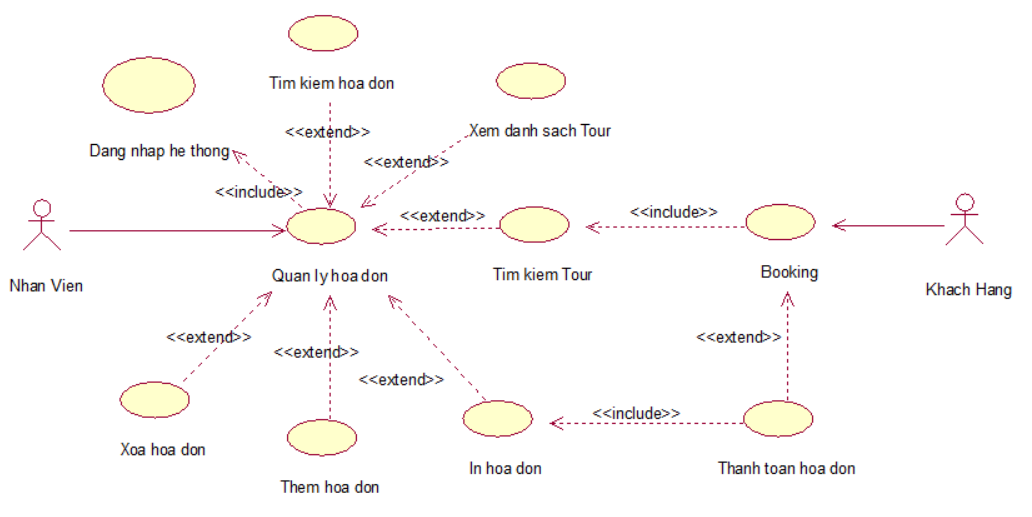 Tim kiem hoa don
Xem danh sach Tour
<<extend>>
Dang nhap he thong
<<extend>>
<<include>>
<<extend>>
<<include>>
Nhan Vien
Quan ly hoa don
Tim kiem Tour
Booking
Khach Hang
<<extend>>
<<extend>>
<<extend>>
<<extend>>
<<include>>
Xoa hoa don
Them hoa don
In hoa don
Thanh toan hoa don